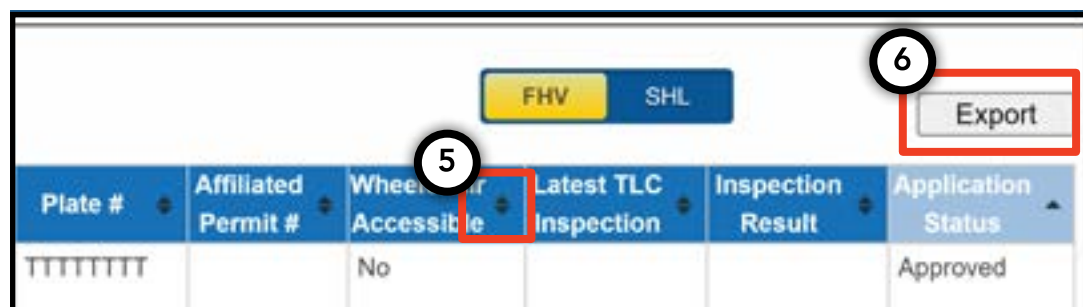 6
FHV SHL
Export
5
Plate # Affiliated Latest TLC Inspection Application
Permit # Accessible Inspection Result Status
TTTTTTTT No Approved